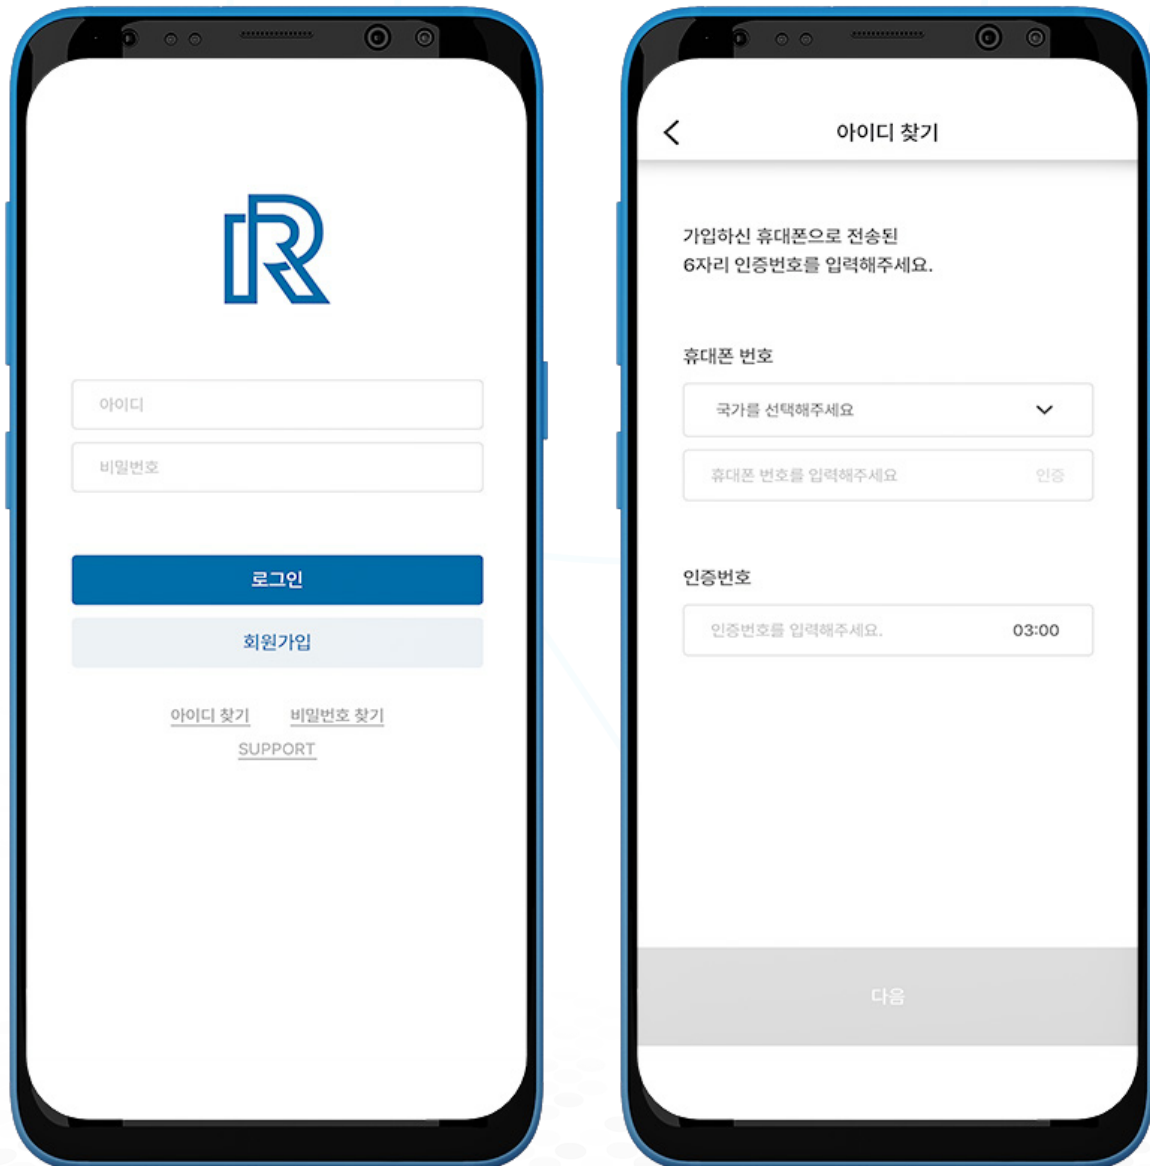 아이디
비밀번호
로그인
회원가입
아이디 찾기
비밀번호 찾기
SUPPORT
아이디 찾기
가입하신 휴대폰으로 전송된
6자리 인증번호를 입력해주세요.
휴대폰 번호
국가를 선택해주세요
휴대폰 번호를 입력해주세요 인증
인증번호
인증번호를 입력해주세요. 03:00
다음